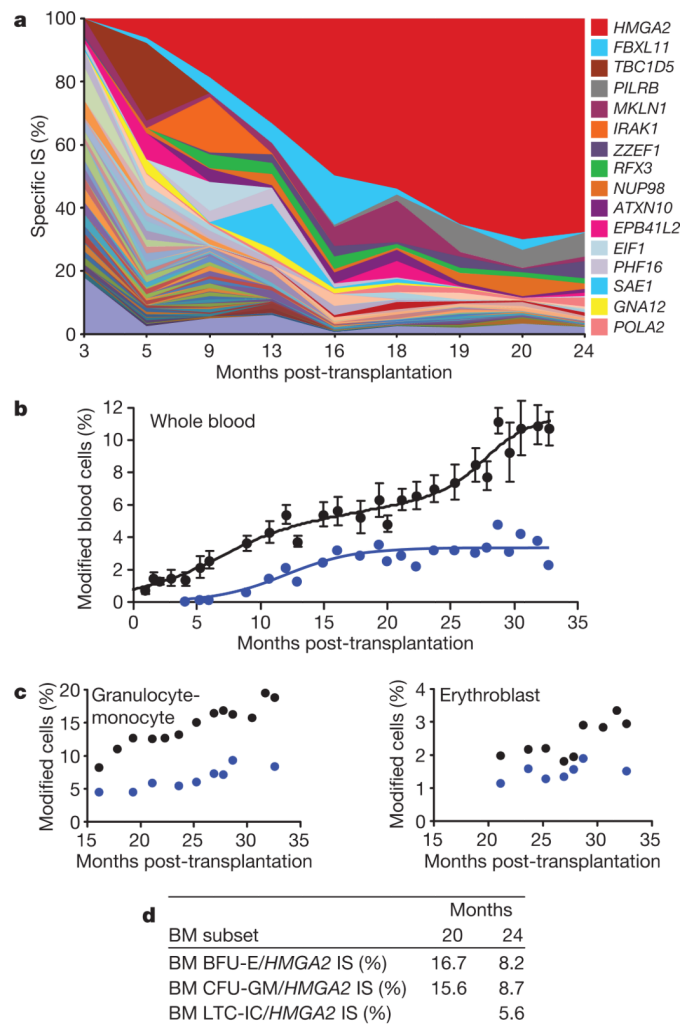 a
100
80
60
40
20
0
Specific IS (%)
3 5 9 13 16 18 19 20 24
Months post-transplantation
HMGA2
FBXL11
TBC1D5
PILRB
MKLN1
IRAK1
ZZEF1
RFX3
NUP98
ATXN10
EPB41L2
EIF1
PHF16
SAE1
GNA12
POLA2
b
Whole blood
12
10
8
6
4
2
0
Modified blood cells (%)
0 5 10 15 20 25 30 35
Months post-transplantation
c
Granulocyte-
monocyte
20
15
10
5
0
Modified cells (%)
15 20 25 30 35
Months post-transplantation
Erythroblast
4
3
2
1
0
Modified cells (%)
15 20 25 30 35
Months post-transplantation
d
Months
BM subset 20 24
BM BFU-E/HMGA2 IS (%) 16.7 8.2
BM CFU-GM/HMGA2 IS (%) 15.6 8.7
BM LTC-IC/HMGA2 IS (%) 5.6